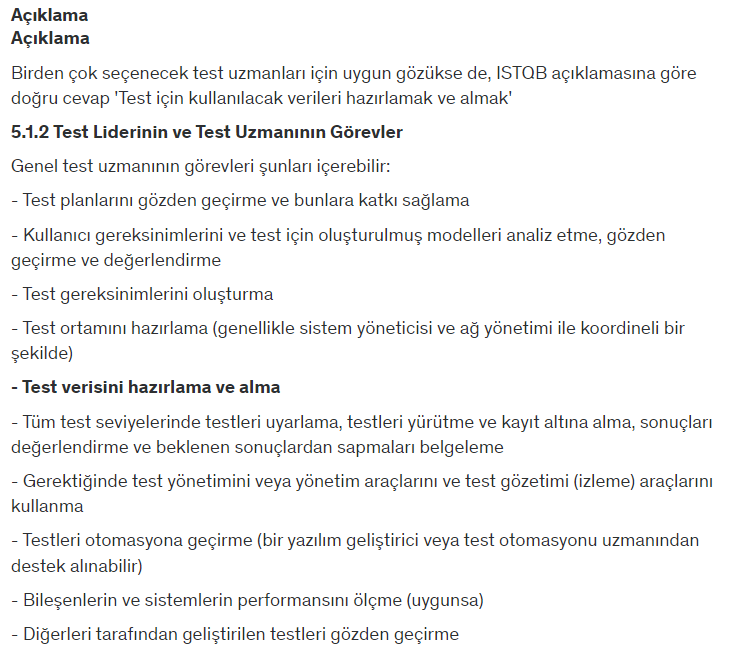 Açıklama
Açıklama
Birden çok seçenecek test uzmanları için uygun gözükse de, ISTQB açıklamasına göre
doğru cevap 'Test için kullanılacak verileri hazırlamak ve almak'
5.1.2 Test Liderinin ve Test Uzmanının Görevler
Genel test uzmanının görevleri şunları içerebilir:
- Test planlarını gözden geçirme ve bunlara katkı sağlama
- Kullanıcı gereksinimlerini ve test için oluşturulmuş modelleri analiz etme, gözden
geçirme ve değerlendirme
- Test gereksinimlerini oluşturma
- Test ortamını hazırlama (genellikle sistem yöneticisi ve ağ yönetimi ile koordineli bir
şekilde)
- Test verisini hazırlama ve alma
- Tüm test seviyelerinde testleri uyarlama, testleri yürütme ve kayıt altına alma, sonuçları
değerlendirme ve beklenen sonuçlardan sapmaları belgeleme
- Gerektiğinde test yönetimini veya yönetim araçlarını ve test gözetimi (izleme) araçlarını
kullanma
- Testleri otomasyona geçirme (bir yazılım geliştirici veya test otomasyonu uzmanından
destek alınabilir)
- Bileşenlerin ve sistemlerin performansını ölçme (uygunsa)
- Diğerleri tarafından geliştirilen testleri gözden geçirme